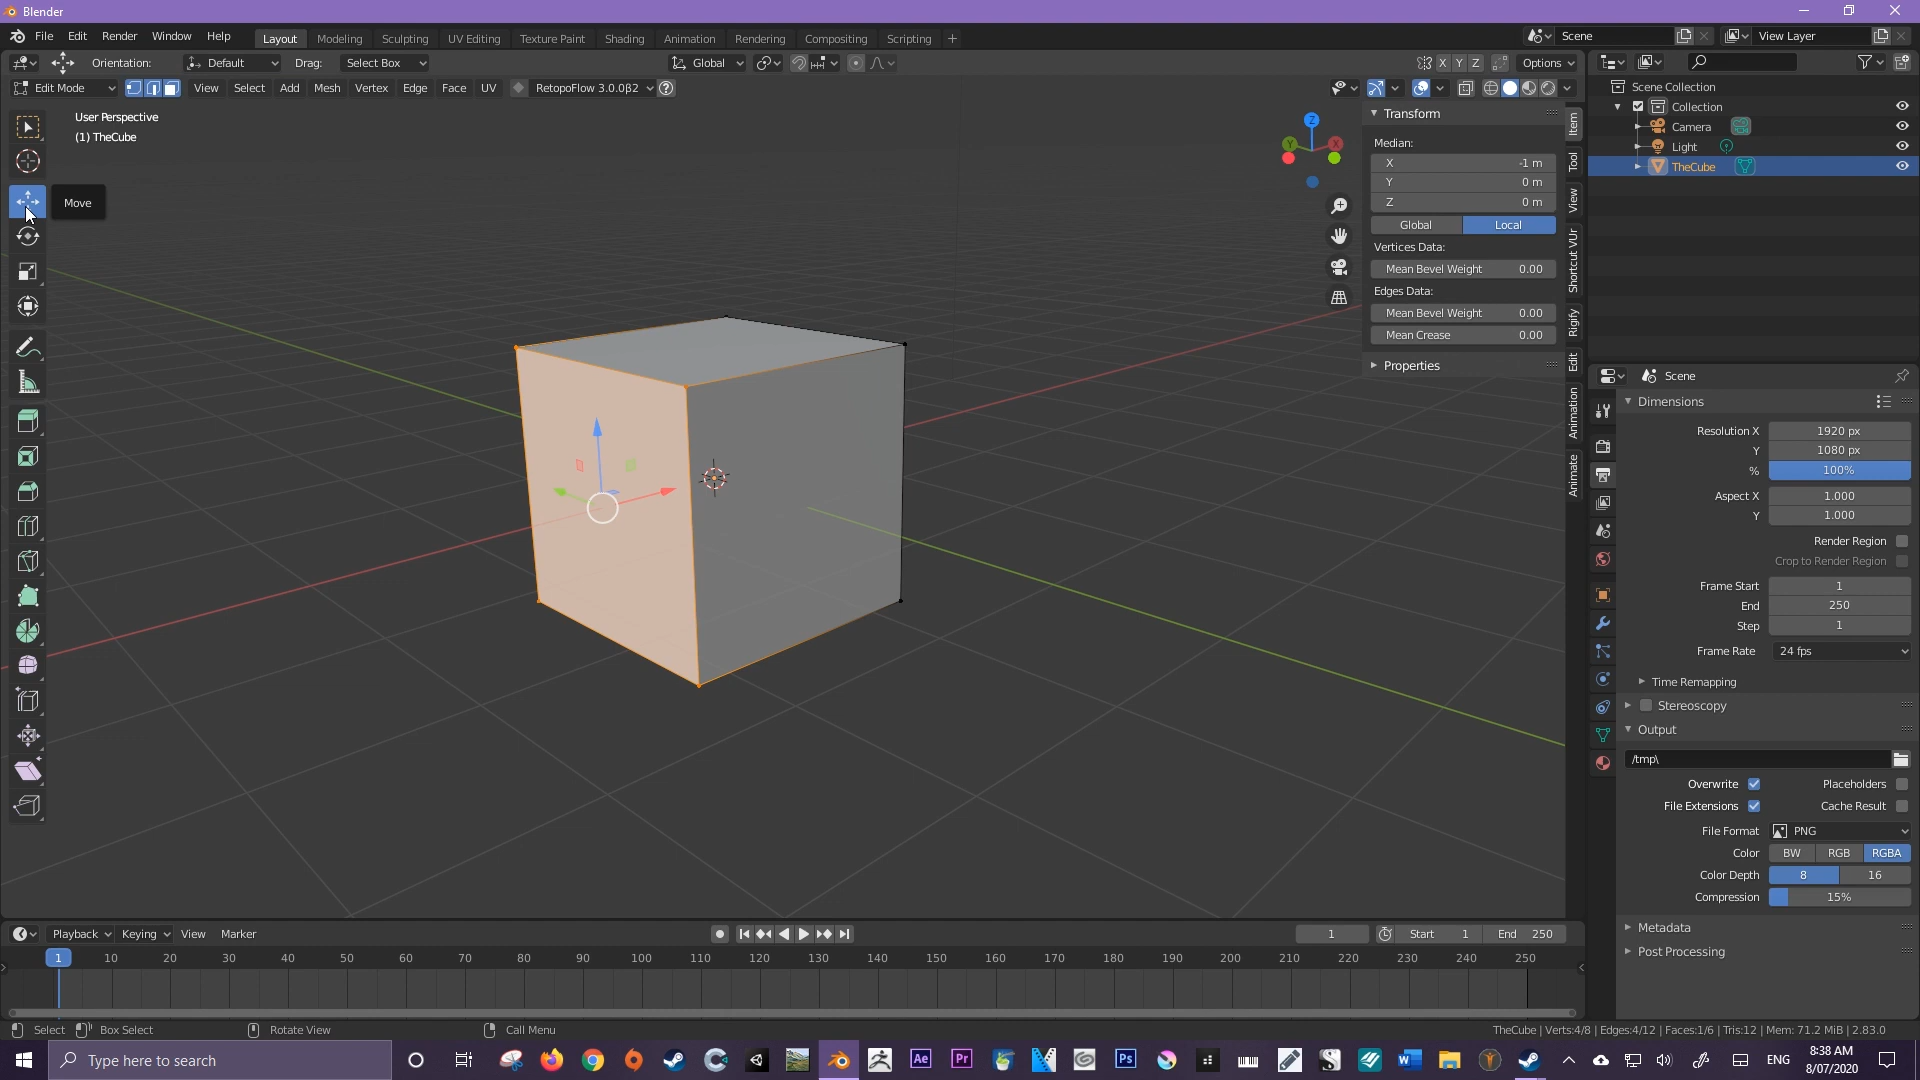 Blender
File Edit Render Window Help Layout Modeling Sculpting UV Editing Texture Paint Shading Animation Rendering Compositing Scripting + Scene View Layer
Orientation: Default Drag: Select Box Global X Y Z Options
Edit Mode View Select Add Mesh Vertex Edge Face UV RetopoFlow 3.0.0β2
User Perspective
(1) TheCube
Move
Z
Y
X
Transform
Median:
X -1 m
Y 0 m
Z 0 m
Global Local
Vertices Data:
Mean Bevel Weight 0.00
Edges Data:
Mean Bevel Weight 0.00
Mean Crease 0.00
Properties
Item
Tool
View
Shortcut VUr
Rigify
Edit
Animation
Animate
Scene Collection
Collection
Camera
Light
TheCube
Scene
Dimensions
Resolution X 1920 px
Y 1080 px
% 100%
Aspect X 1.000
Y 1.000
Render Region
Crop to Render Region
Frame Start 1
End 250
Step 1
Frame Rate 24 fps
Time Remapping
Stereoscopy
Output
/tmp\
Overwrite Placeholders
File Extensions Cache Result
File Format PNG
Color BW RGB RGBA
Color Depth 8 16
Compression 15%
Metadata
Post Processing
Playback Keying View Marker 1 Start 1 End 250
1 10 20 30 40 50 60 70 80 90 100 110 120 130 140 150 160 170 180 190 200 210 220 230 240 250
Select Box Select Rotate View Call Menu TheCube | Verts:4/8 | Edges:4/12 | Faces:1/6 | Tris:12 | Mem: 71.2 MiB | 2.83.0
Type here to search Ae Pr Ps ENG 8:38 AM
8/07/2020